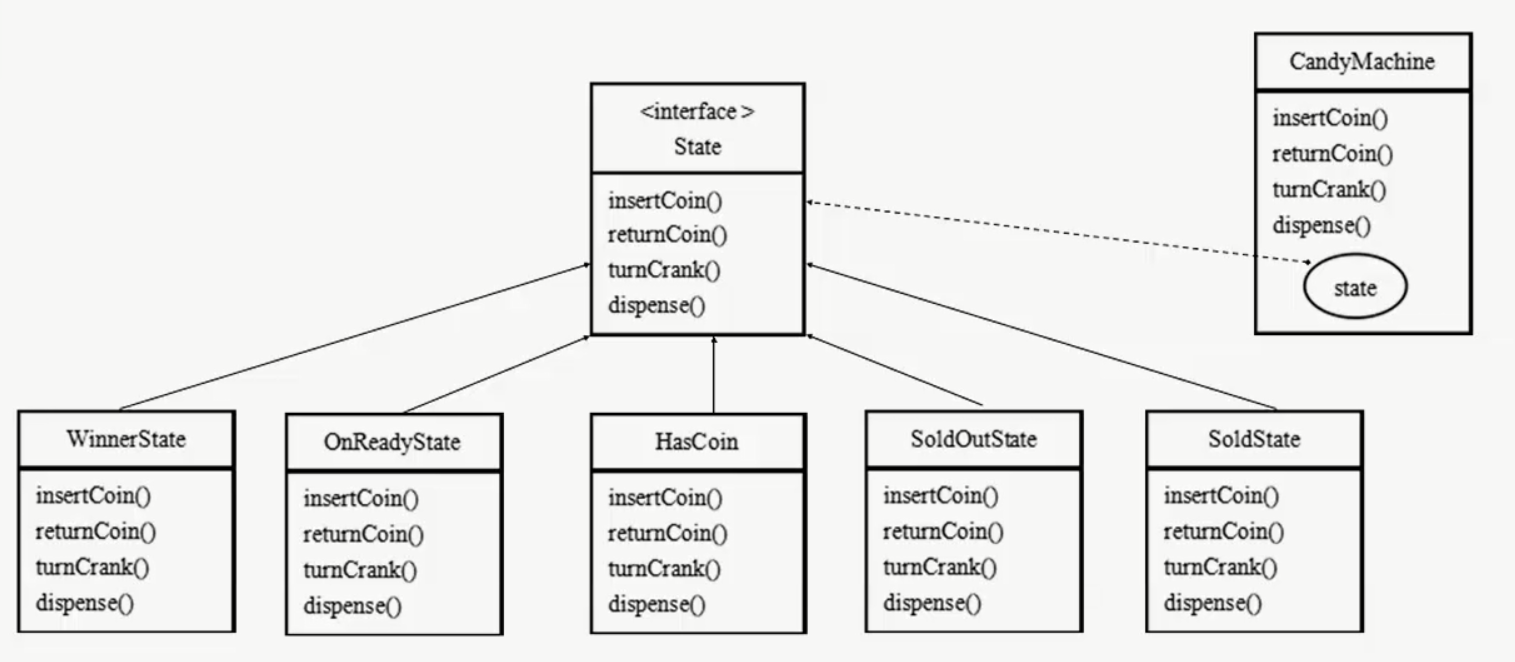 CandyMachine
insertCoin()
returnCoin()
turnCrank()
dispense()
state
<interface >
State
insertCoin()
returnCoin()
turnCrank()
dispense()
WinnerState
insertCoin()
returnCoin()
turnCrank()
dispense()
OnReadyState
insertCoin()
returnCoin()
turnCrank()
dispense()
HasCoin
insertCoin()
returnCoin()
turnCrank()
dispense()
SoldOutState
insertCoin()
returnCoin()
turnCrank()
dispense()
SoldState
insertCoin()
returnCoin()
turnCrank()
dispense()